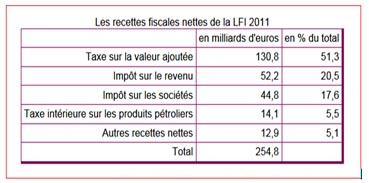 Les recettes fiscales nettes de la LFI 2011
en milliards d'euros en % du total
Taxe sur la valeur ajoutée 130,8 51,3
Impôt sur le revenu 52,2 20,5
Impôt sur les sociétés 44,8 17,6
Taxe intérieure sur les produits pétroliers 14,1 5,5
Autres recettes nettes 12,9 5,1
Total 254,8